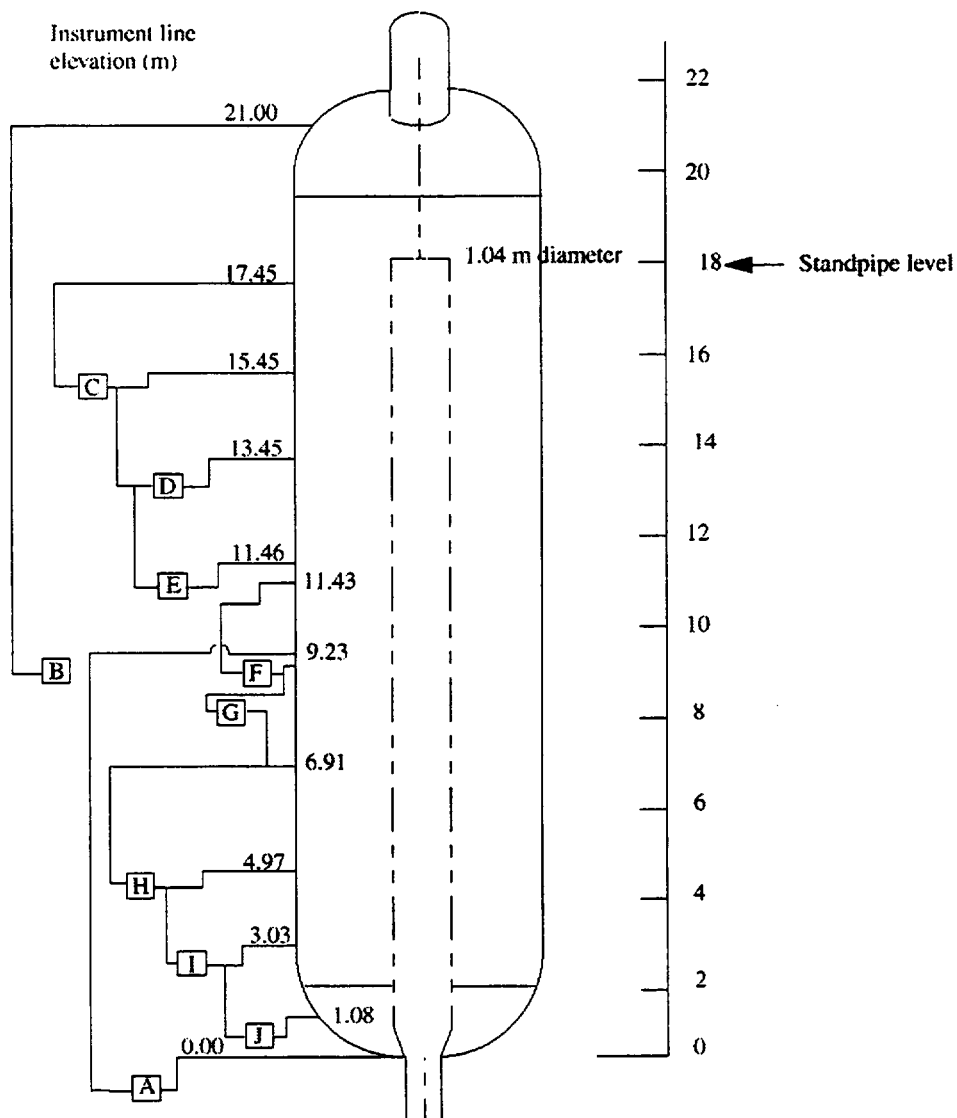 Instrument line
elevation (m)
22
21.00
20
1.04 m diameter
18
Standpipe level
17.45
16
15.45
C
14
13.45
D
12
11.46
E
11.43
10
9.23
B
F
8
G
6.91
6
4.97
H
4
3.03
I
2
1.08
J
0.00
0
A